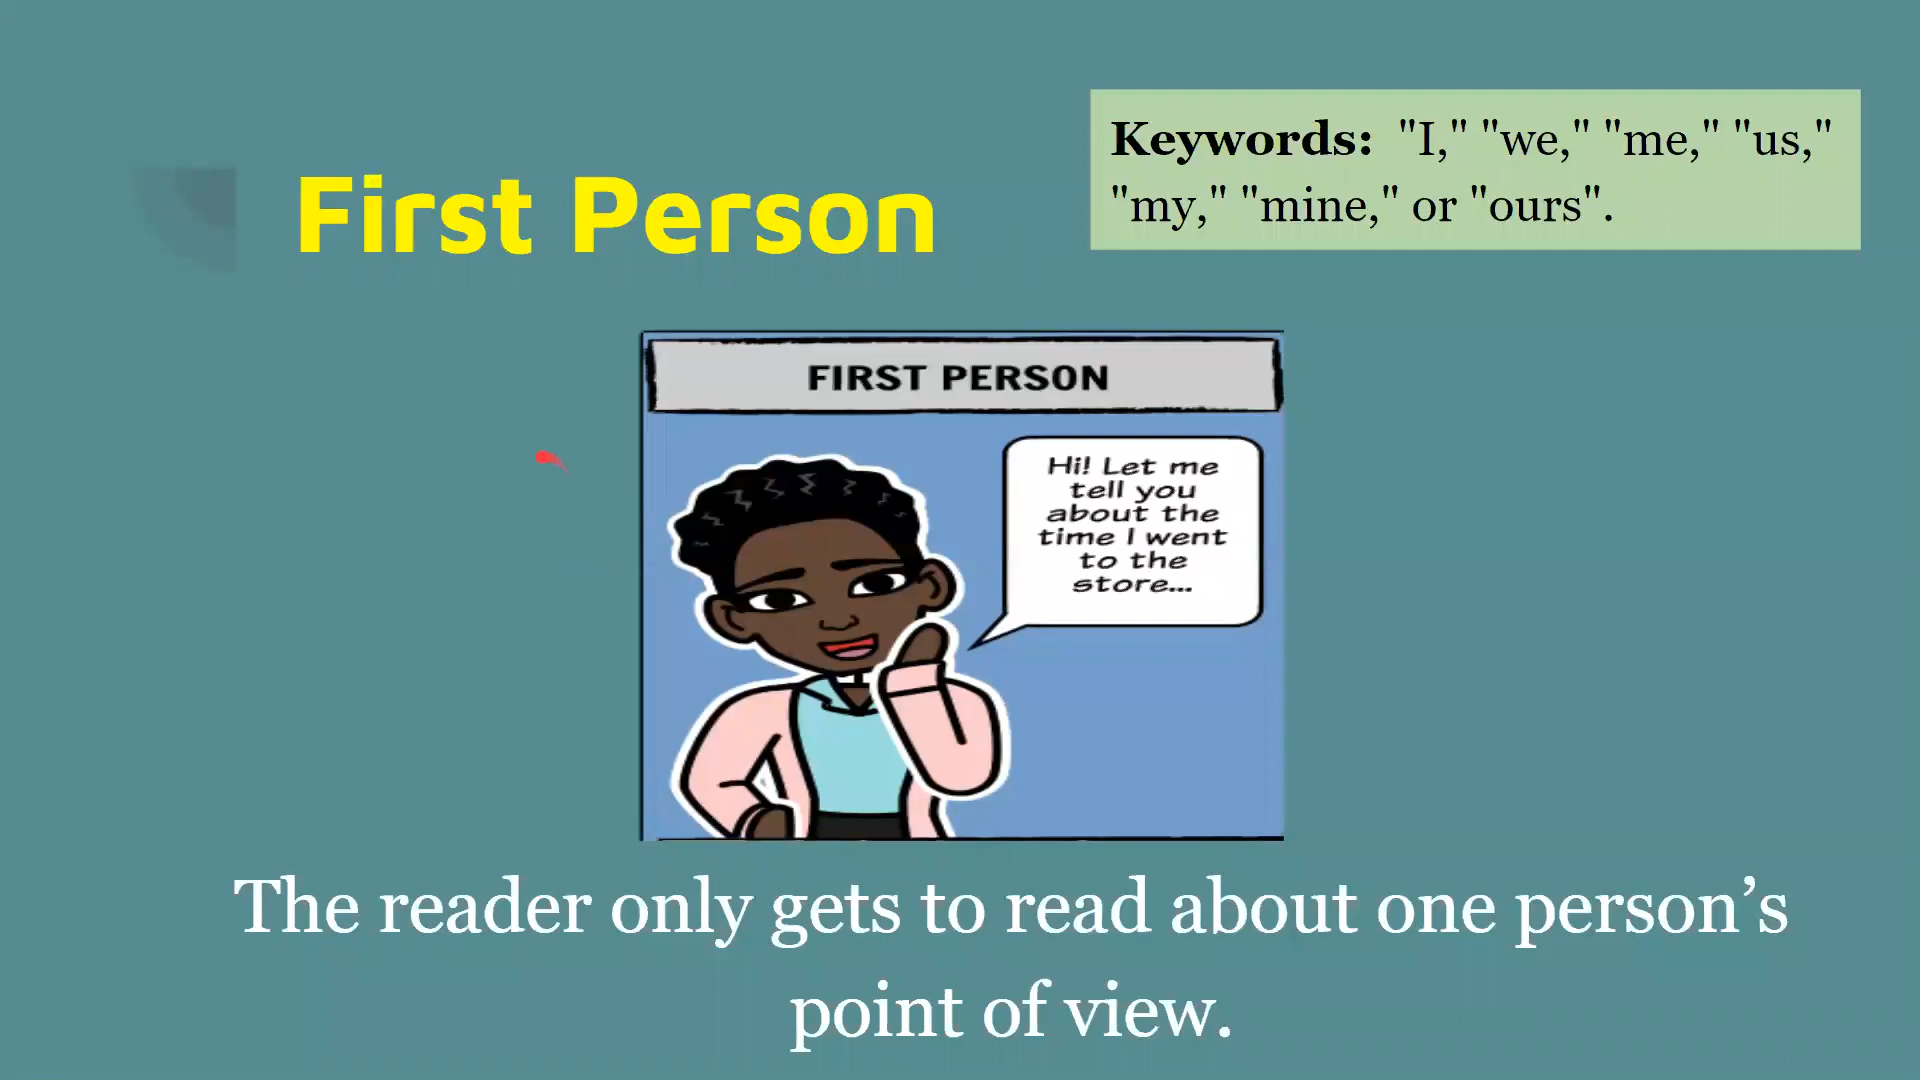 First Person
Keywords: "I," "we," "me," "us,"
"my," "mine," or "ours".
FIRST PERSON
Hi! Let me
tell you
about the
time I went
to the
store...
The reader only gets to read about one person’s
point of view.